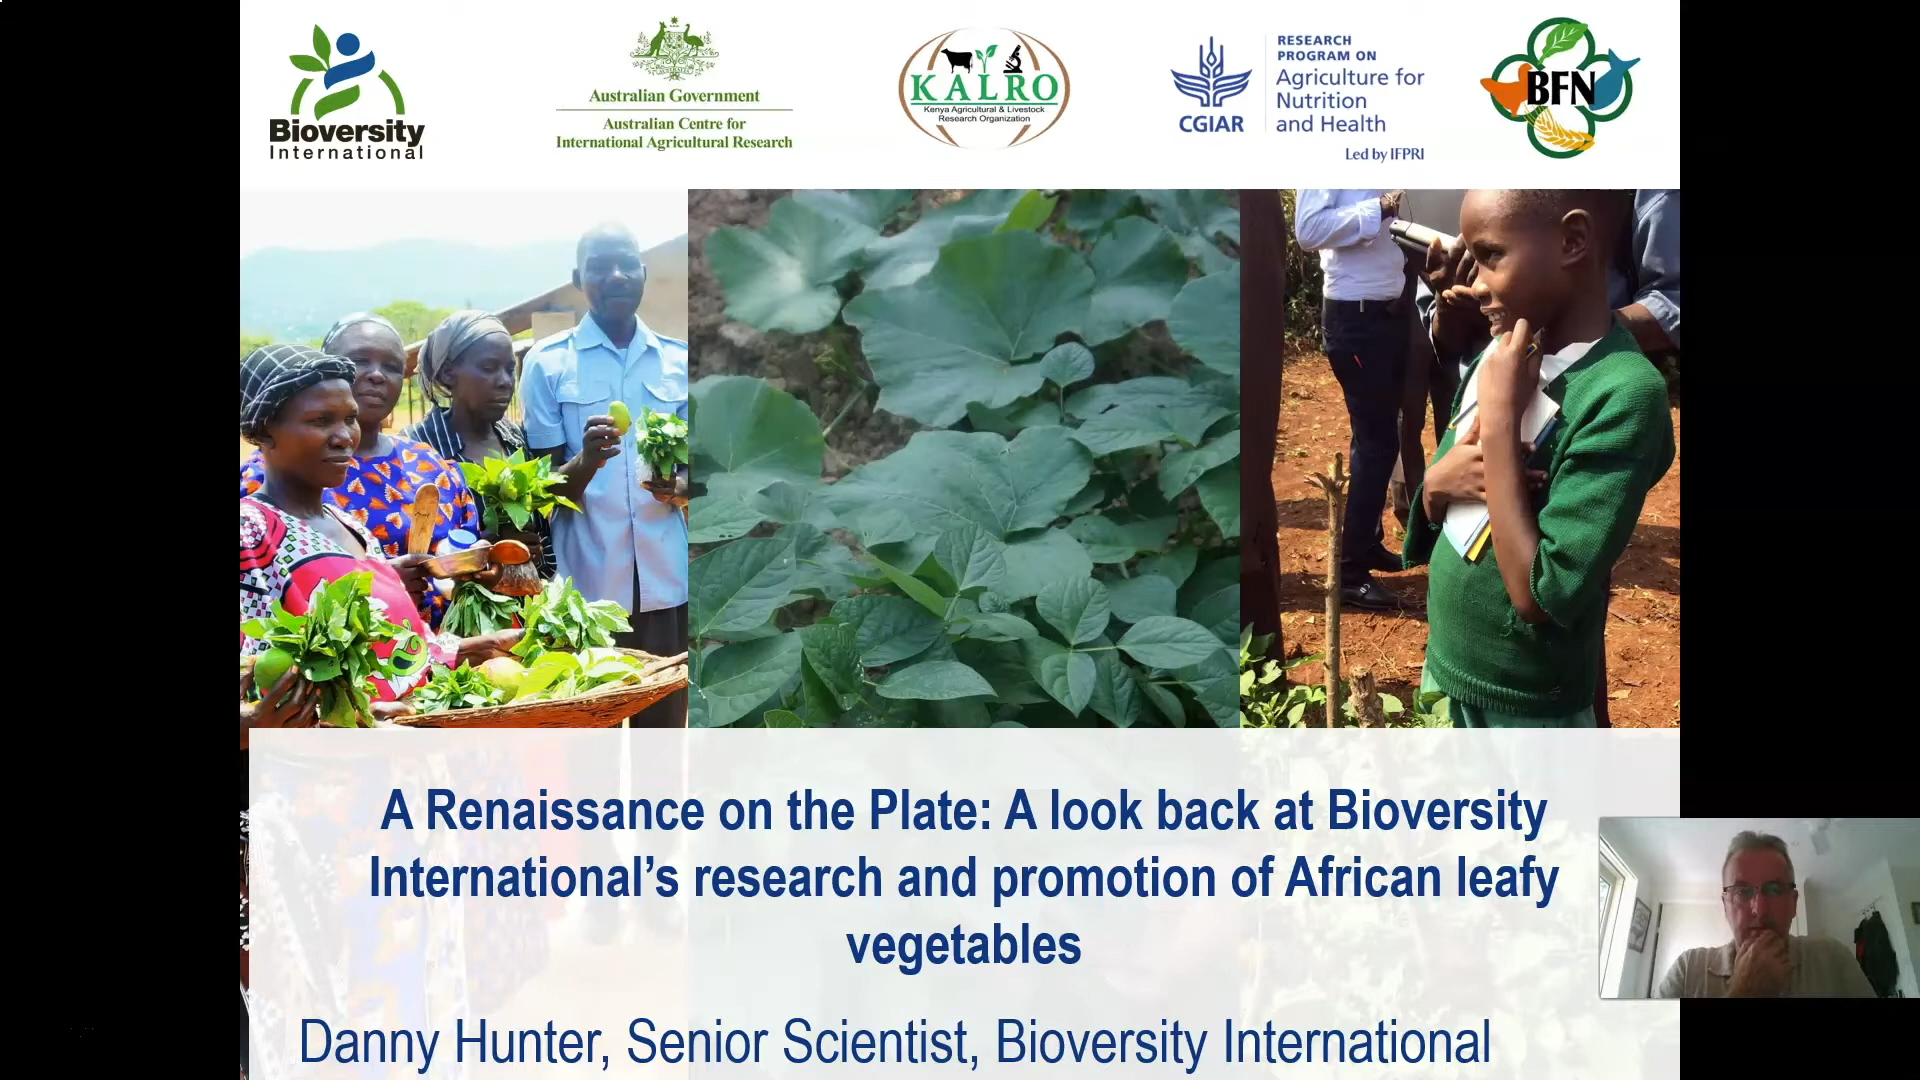 Bioversity
International
Australian Government
Australian Centre for
International Agricultural Research
KALRO
Kenya Agricultural & Livestock
Research Organization
CGIAR
RESEARCH
PROGRAM ON
Agriculture for
Nutrition
and Health
Led by IFPRI
BFN
A Renaissance on the Plate: A look back at Bioversity
International’s research and promotion of African leafy
vegetables
Danny Hunter, Senior Scientist, Bioversity International